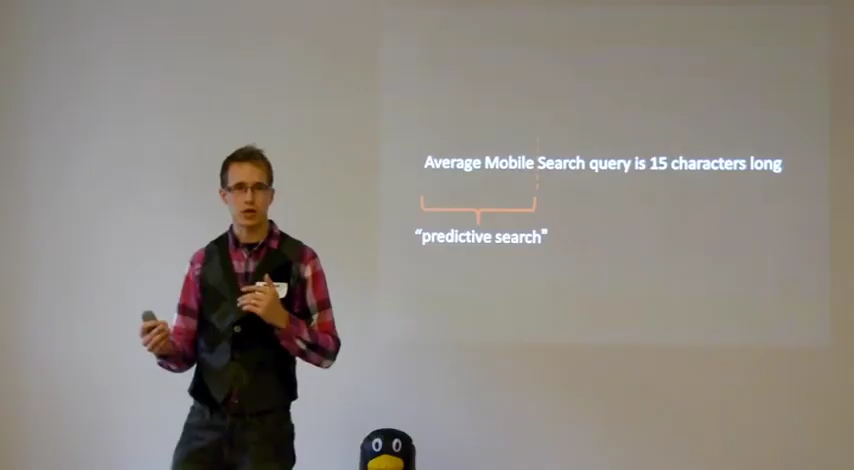 Average Mobile Search query is 15 characters long
“predictive search”